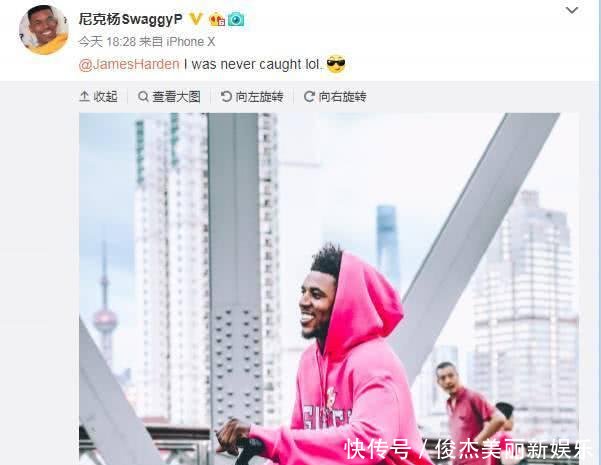 尼克杨SwaggyP
今天 18:28 来自 iPhone X
@JamesHarden I was never caught lol.
收起 查看大图 向左旋转 向右旋转
快传号 / 俊杰美丽新娱乐